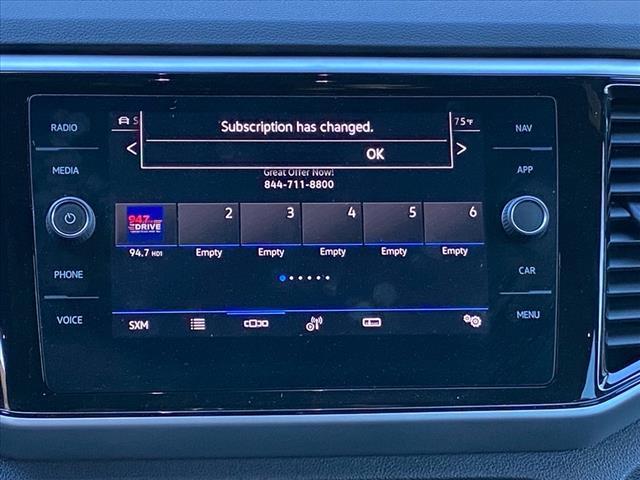 RADIO
MEDIA
PHONE
VOICE
S
75°F
Subscription has changed.
< >
OK
Great Offer Now!
844-711-8800
947
DRIVE
2 3 4 5 6
94.7 HD1 Empty Empty Empty Empty Empty
SXM
NAV
APP
CAR
MENU